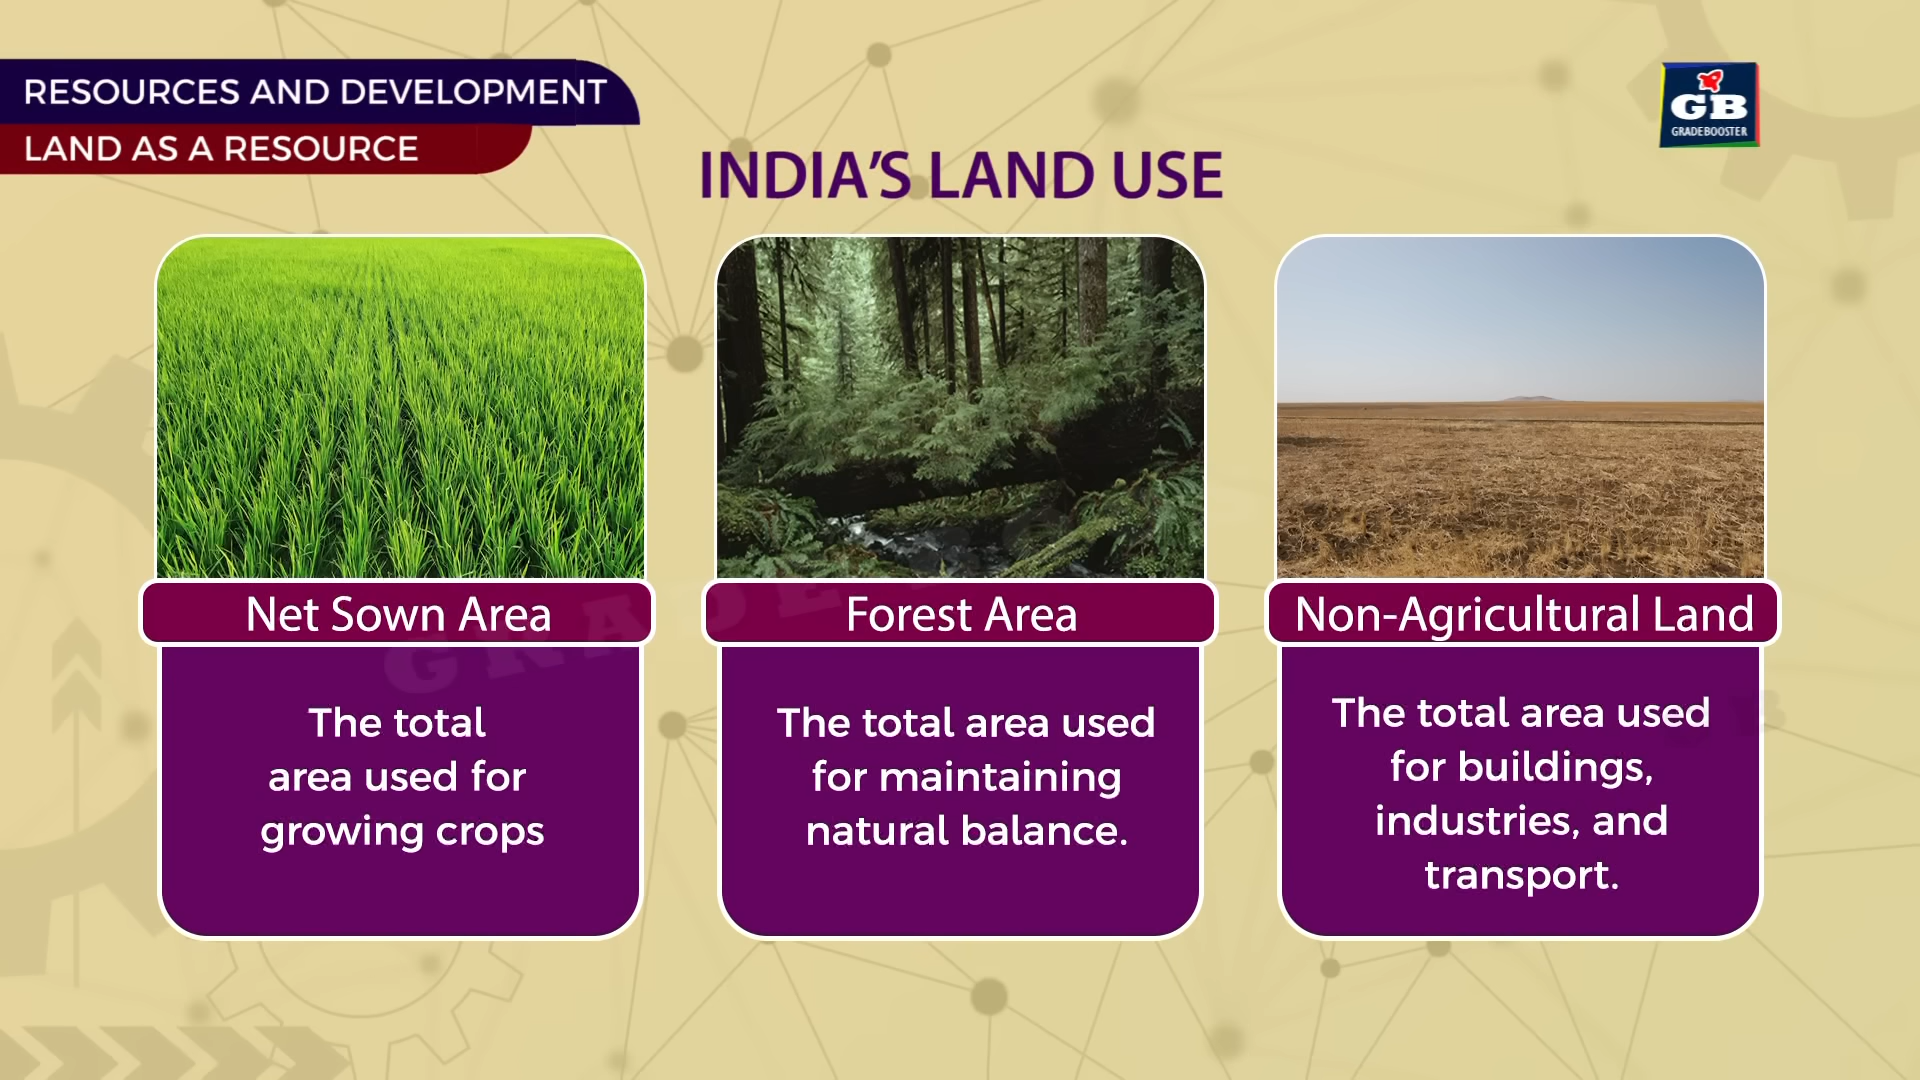 RESOURCES AND DEVELOPMENT
LAND AS A RESOURCE
GB
GRADEBOOSTER
INDIA'S LAND USE
Net Sown Area
The total
area used for
growing crops
Forest Area
The total area used
for maintaining
natural balance.
Non-Agricultural Land
The total area used
for buildings,
industries, and
transport.